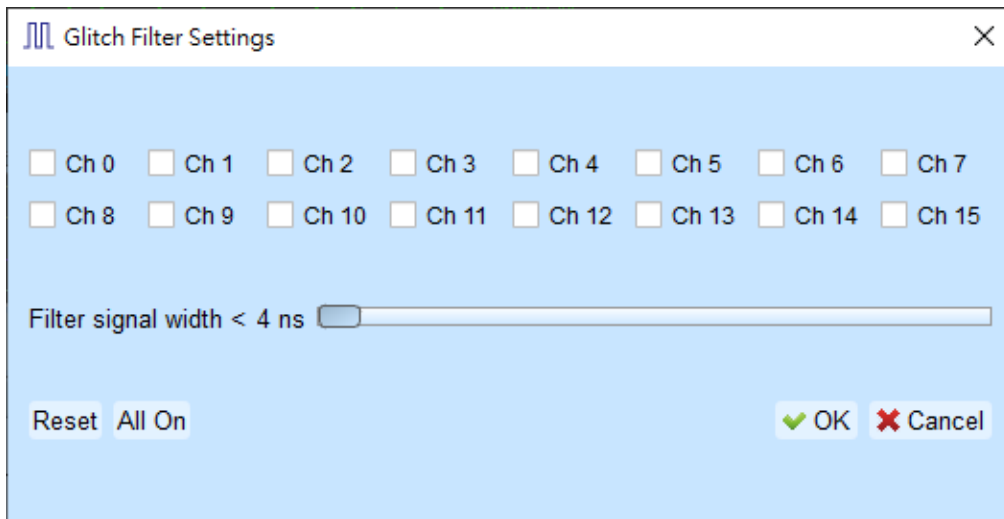 Glitch Filter Settings
Ch 0 Ch 1 Ch 2 Ch 3 Ch 4 Ch 5 Ch 6 Ch 7
Ch 8 Ch 9 Ch 10 Ch 11 Ch 12 Ch 13 Ch 14 Ch 15
Filter signal width < 4 ns
Reset All On OK Cancel